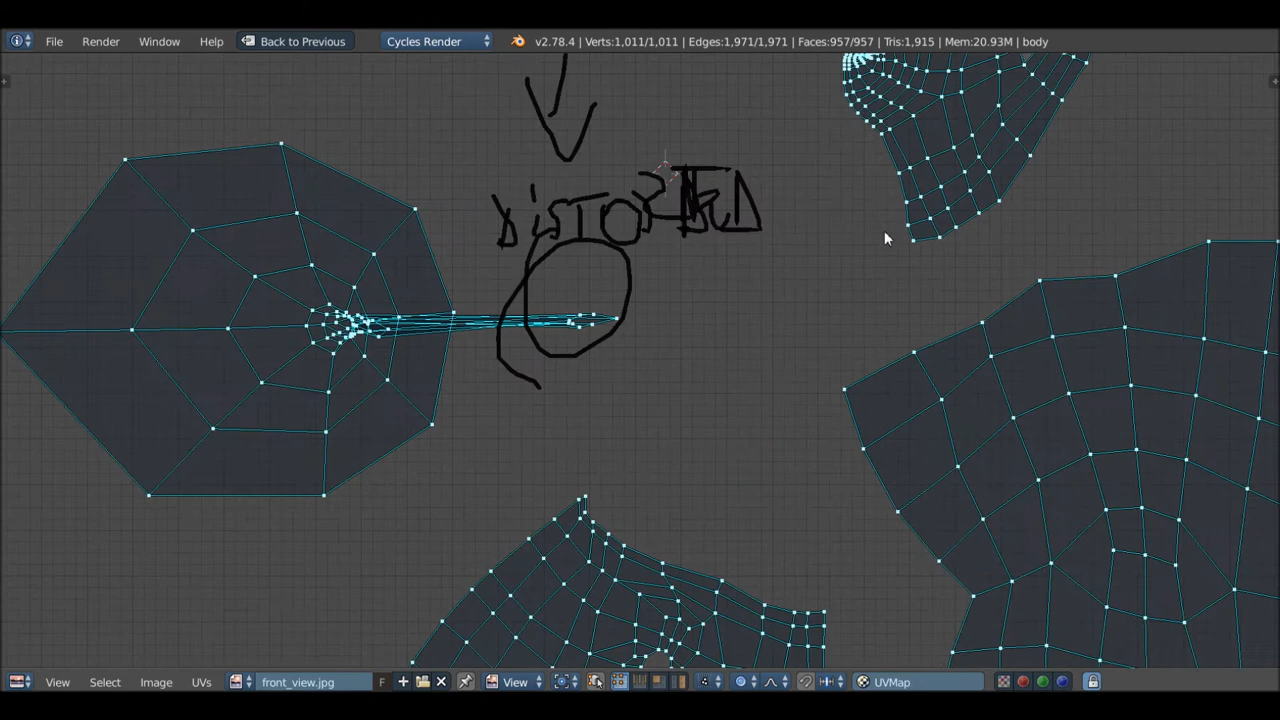 File Render Window Help Back to Previous Cycles Render v2.78.4 | Verts:1,011/1,011 | Edges:1,971/1,971 | Faces:957/957 | Tris:1,915 | Mem:20.93M | body
DISTORTED
View Select Image UVs front_view.jpg F View UVMap